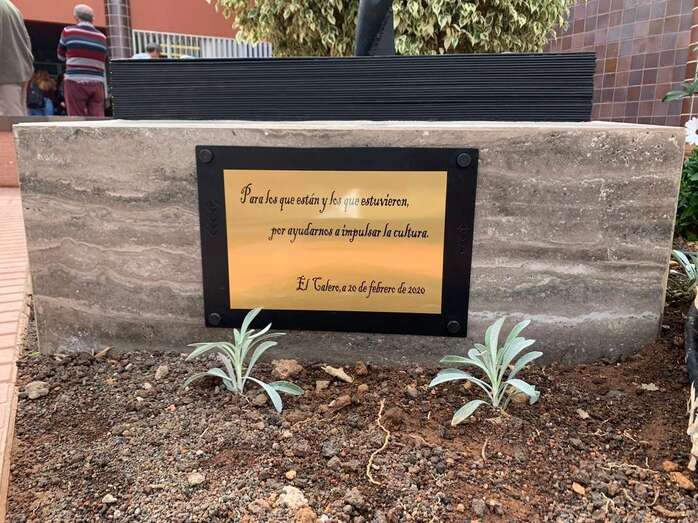 Para los que están y los que estuvieron,
por ayudarnos a impulsar la cultura.
El Calero, a 20 de febrero de 2020